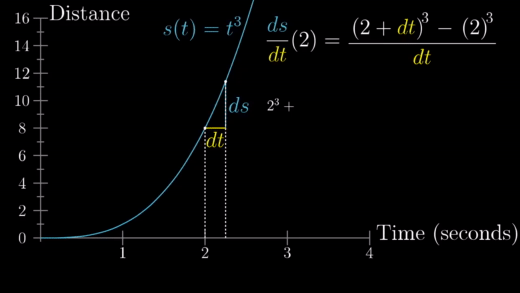 Distance
s(t) = t³
ds/dt (2) = ((2 + dt)³ − (2)³)/dt
16
14
12
10
8
6
4
2
0
ds
2³ +
dt
Time (seconds)
1 2 3 4